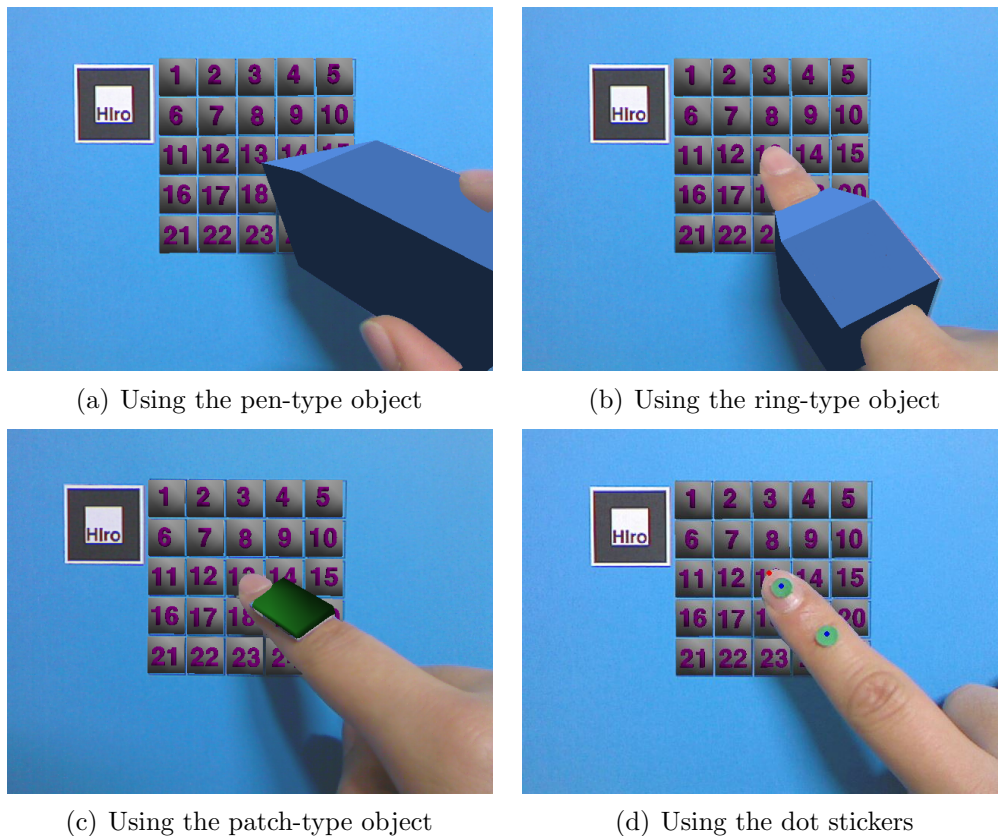 1 2 3 4 5
HIro
6 7 8 9 10
11 12 13 14
16 17 18
21 22 23
(a) Using the pen-type object
1 2 3 4 5
HIro
6 7 8 9 10
11 12 14 15
16 17 20
21 22
(b) Using the ring-type object
1 2 3 4 5
HIro
6 7 8 9 10
11 12 14 15
16 17 18
21 22 23
(c) Using the patch-type object
1 2 3 4 5
HIro
6 7 8 9 10
11 12 14 15
16 17 18 20
21 22 23
(d) Using the dot stickers